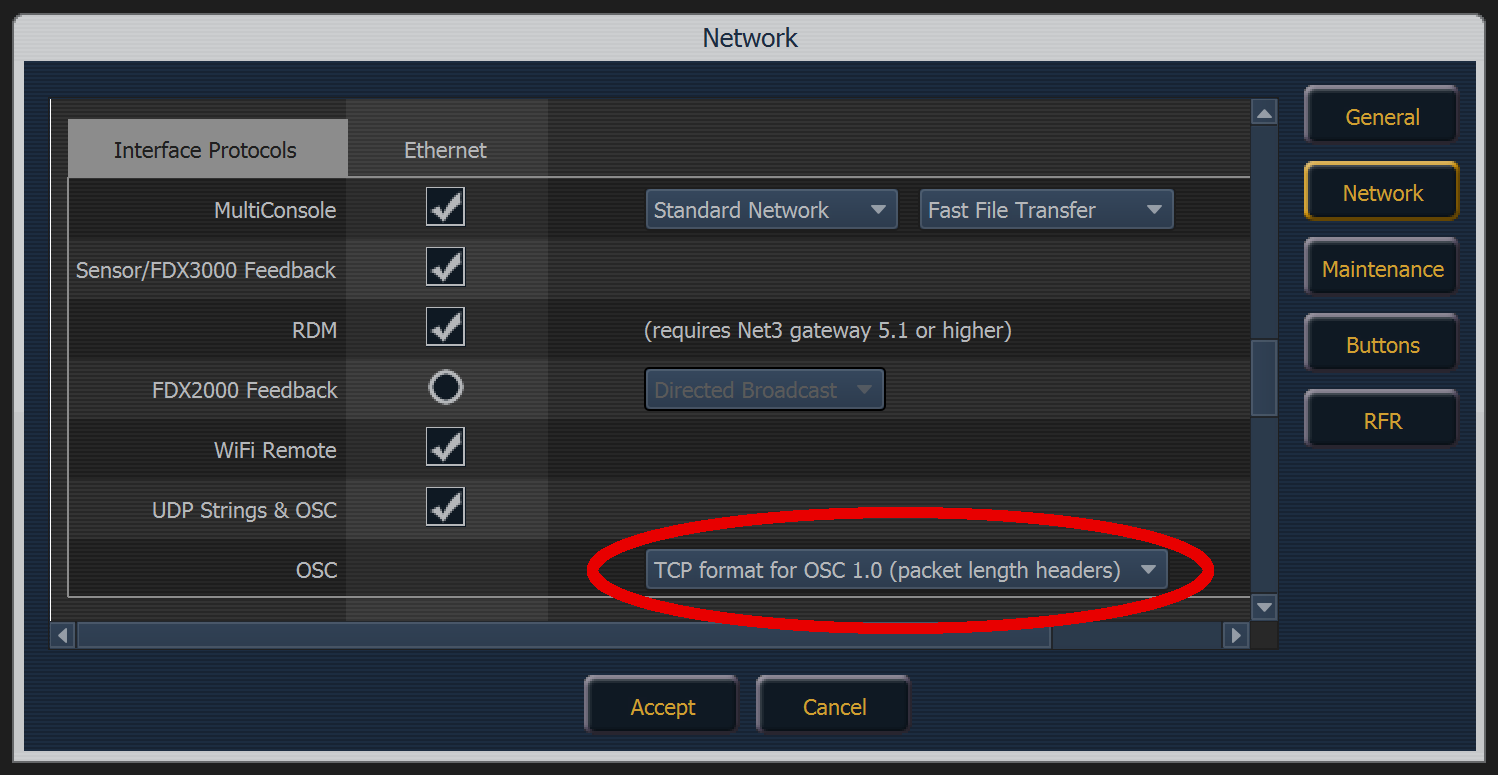 Network
Interface Protocols Ethernet
MultiConsole Standard Network Fast File Transfer
Sensor/FDX3000 Feedback
RDM (requires Net3 gateway 5.1 or higher)
FDX2000 Feedback Directed Broadcast
WiFi Remote
UDP Strings & OSC
OSC TCP format for OSC 1.0 (packet length headers)
General
Network
Maintenance
Buttons
RFR
Accept Cancel